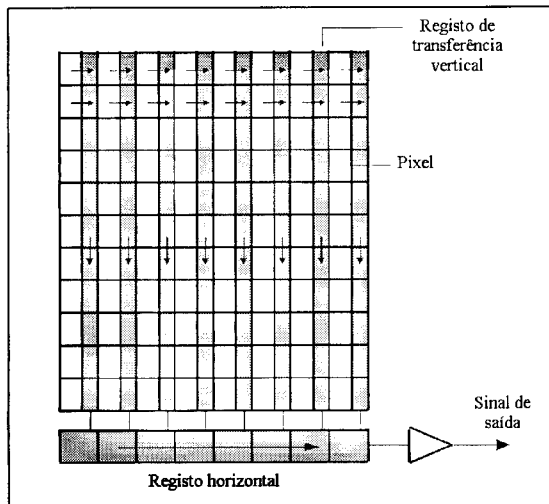 Registo de
transferência
vertical
Pixel
Sinal de
saída
Registo horizontal